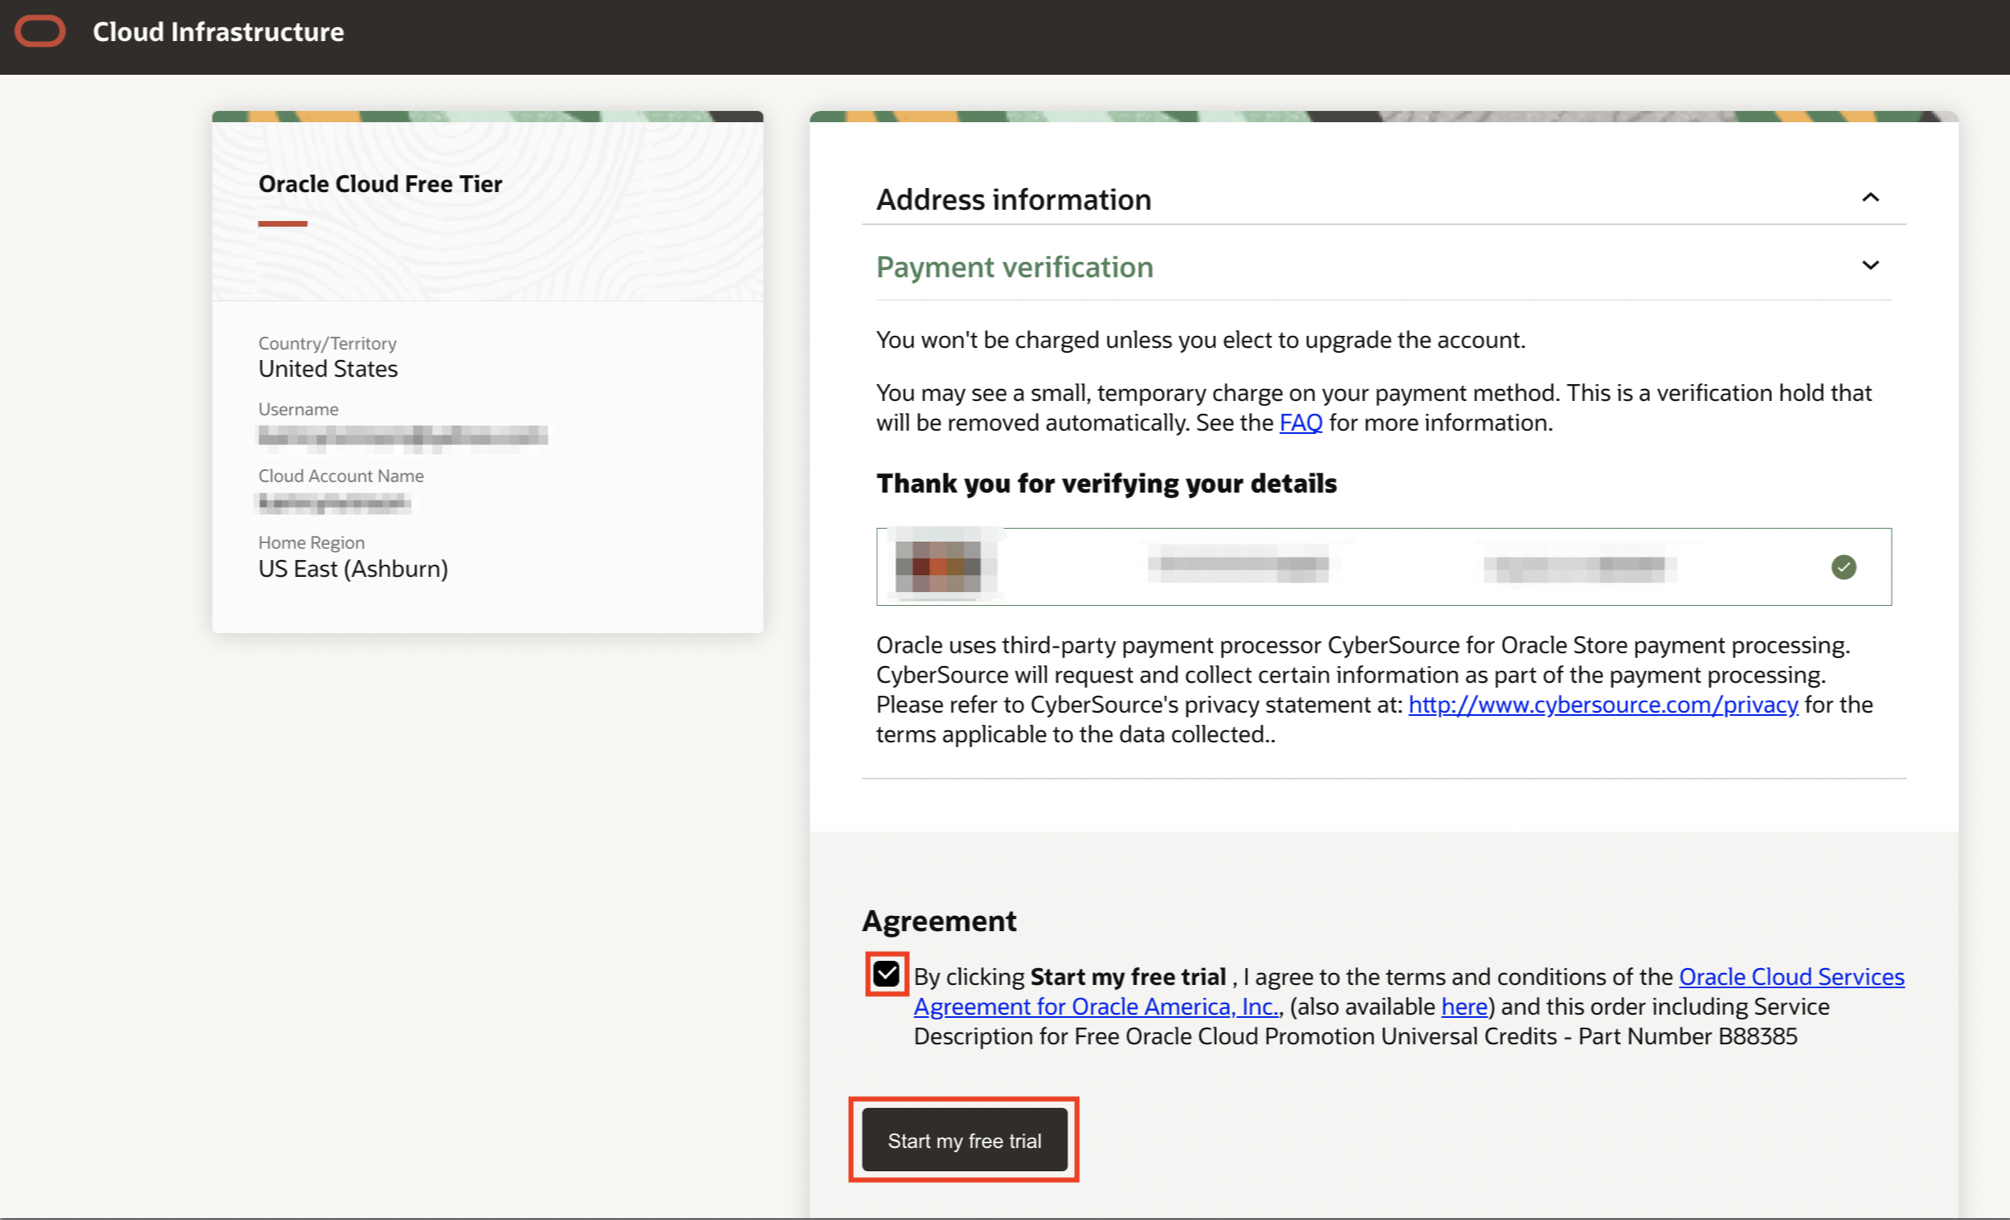 Cloud Infrastructure
Oracle Cloud Free Tier
Country/Territory
United States
Username
Cloud Account Name
Home Region
US East (Ashburn)
Address information
Payment verification
You won't be charged unless you elect to upgrade the account.
You may see a small, temporary charge on your payment method. This is a verification hold that
will be removed automatically. See the FAQ for more information.
Thank you for verifying your details
Oracle uses third-party payment processor CyberSource for Oracle Store payment processing.
CyberSource will request and collect certain information as part of the payment processing.
Please refer to CyberSource's privacy statement at: http://www.cybersource.com/privacy for the
terms applicable to the data collected..
Agreement
By clicking Start my free trial , I agree to the terms and conditions of the Oracle Cloud Services
Agreement for Oracle America, Inc., (also available here) and this order including Service
Description for Free Oracle Cloud Promotion Universal Credits - Part Number B88385
Start my free trial